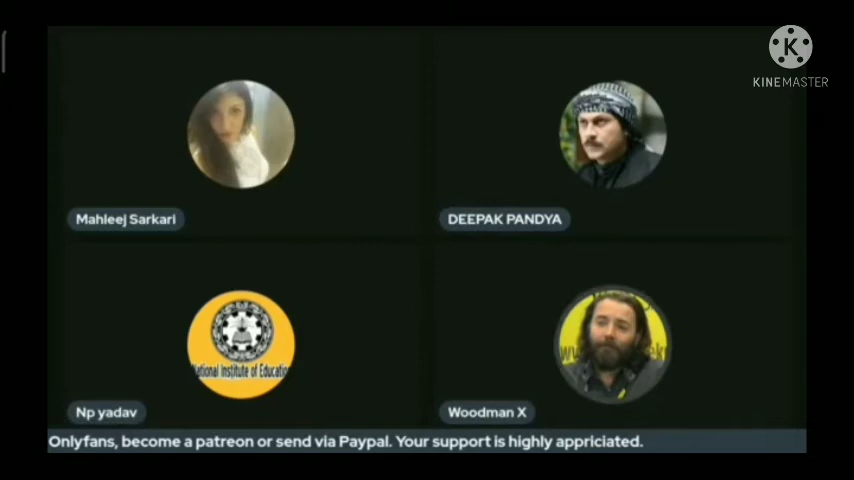 KINEMASTER
Mahleej Sarkari
DEEPAK PANDYA
National Institute of Education
Np yadav
Woodman X
Onlyfans, become a patreon or send via Paypal. Your support is highly appriciated.